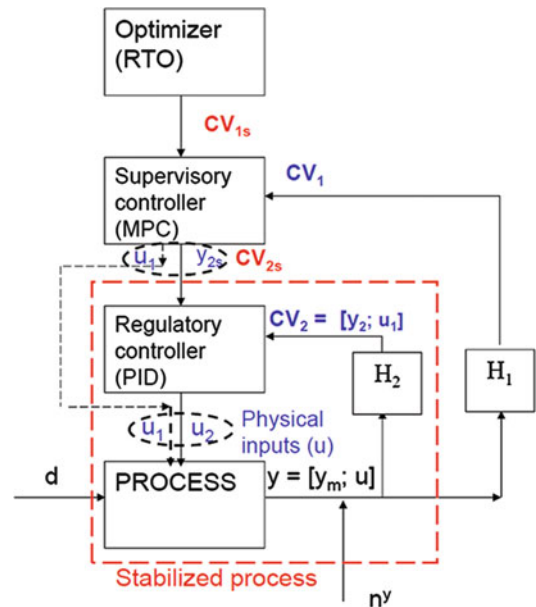 Optimizer
(RTO)
CV1s
Supervisory
controller
(MPC)
CV1
u1 y2s
CV2s
Regulatory
controller
(PID)
CV2 = [y2; u1]
H2
H1
u1 u2
Physical
inputs (u)
d
PROCESS
y = [ym; u]
Stabilized process
ny